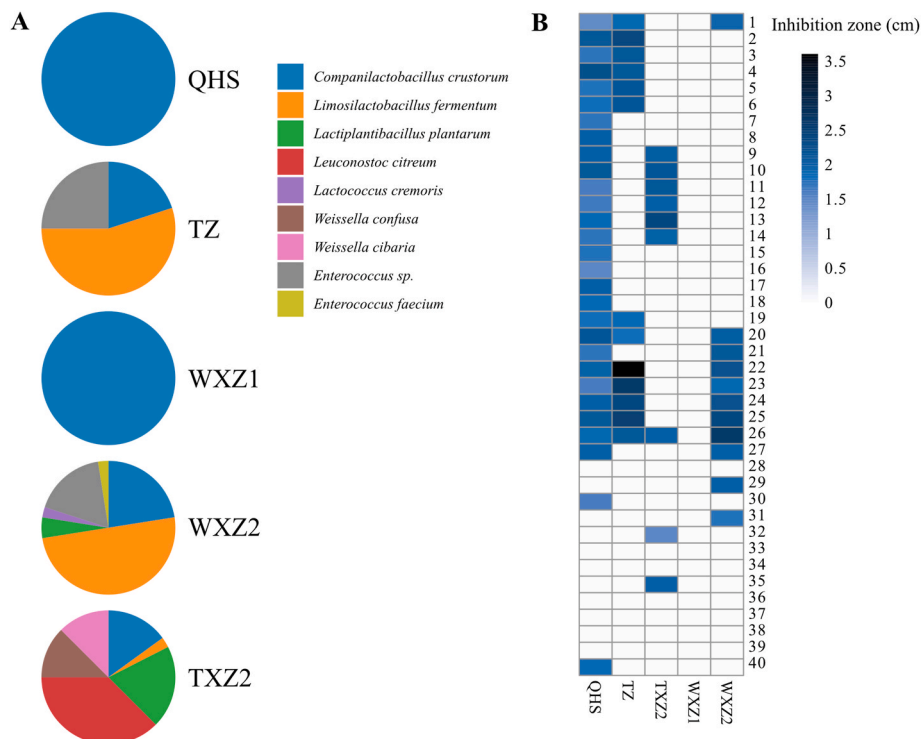 A
QHS
TZ
WXZ1
WXZ2
TXZ2
Companilactobacillus crustorum
Limosilactobacillus fermentum
Lactiplantibacillus plantarum
Leuconostoc citreum
Lactococcus cremoris
Weissella confusa
Weissella cibaria
Enterococcus sp.
Enterococcus faecium
B
1
2
3
4
5
6
7
8
9
10
11
12
13
14
15
16
17
18
19
20
21
22
23
24
25
26
27
28
29
30
31
32
33
34
35
36
37
38
39
40
QHS
TZ
TXZ2
WXZ1
WXZ2
Inhibition zone (cm)
3.5
3
2.5
2
1.5
1
0.5
0